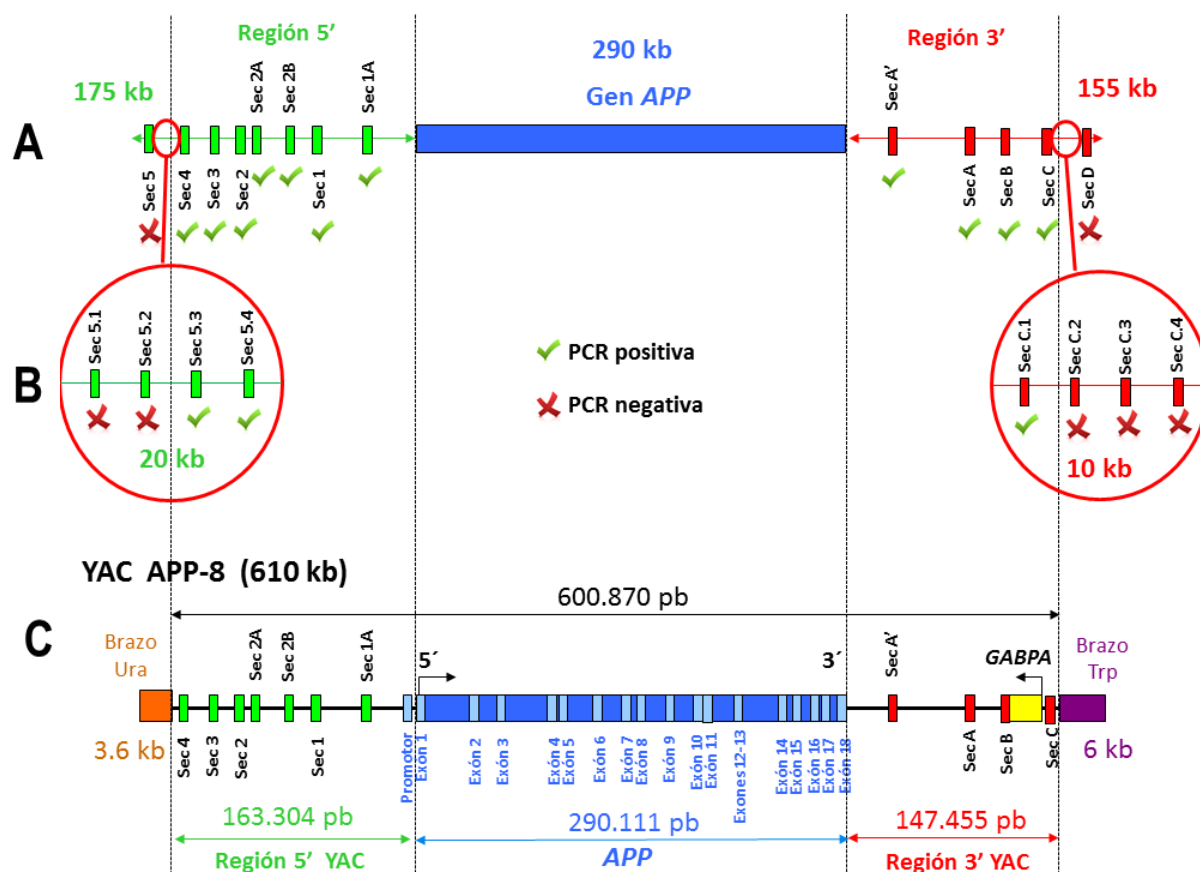 Región 5’
290 kb
Región 3’
175 kb
Gen APP
155 kb
A
Sec 2A
Sec 2B
Sec 1A
Sec A’
Sec 5
Sec 4
Sec 3
Sec 2
Sec 1
Sec A
Sec B
Sec C
Sec D
B
Sec 5.1
Sec 5.2
Sec 5.3
Sec 5.4
20 kb
PCR positiva
PCR negativa
Sec C.1
Sec C.2
Sec C.3
Sec C.4
10 kb
YAC APP-8 (610 kb)
600.870 pb
C
Brazo
Ura
Sec 2A
Sec 2B
Sec 1A
5´
3´
Sec A’
GABPA
Brazo
Trp
3.6 kb
Sec 4
Sec 3
Sec 2
Sec 1
Promotor
Exón 1
Exón 2
Exón 3
Exón 4
Exón 5
Exón 6
Exón 7
Exón 8
Exón 9
Exón 10
Exón 11
Exones 12-13
Exón 14
Exón 15
Exón 16
Exón 17
Exón 18
Sec A
Sec B
Sec C
6 kb
163.304 pb
290.111 pb
147.455 pb
Región 5’ YAC
APP
Región 3’ YAC